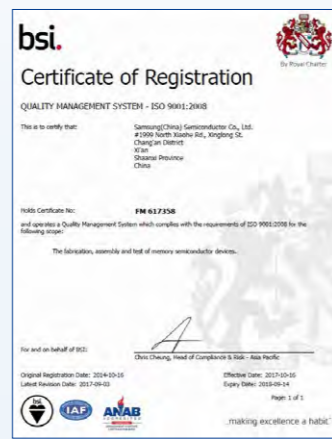 bsi.
By Royal Charter
Certificate of Registration
QUALITY MANAGEMENT SYSTEM - ISO 9001:2008
This is to certify that:
Samsung(China) Semiconductor Co., Ltd.
#1999 North Xiaohe Rd., Xinglong St.
Chang'an District
Xi'an
Shaanxi Province
China
Holds Certificate No:
FM 617358
and operates a Quality Management System which complies with the requirements of ISO 9001:2008 for the
following scope:
The fabrication, assembly and test of memory semiconductor devices.
For and on behalf of BSI:
Chris Cheung, Head of Compliance & Risk - Asia Pacific
Original Registration Date: 2014-10-16
Effective Date: 2017-10-16
Latest Revision Date: 2017-09-03
Expiry Date: 2018-09-14
Page: 1 of 1
bsi.
IAF
ANAB
ACCREDITED
...making excellence a habit.